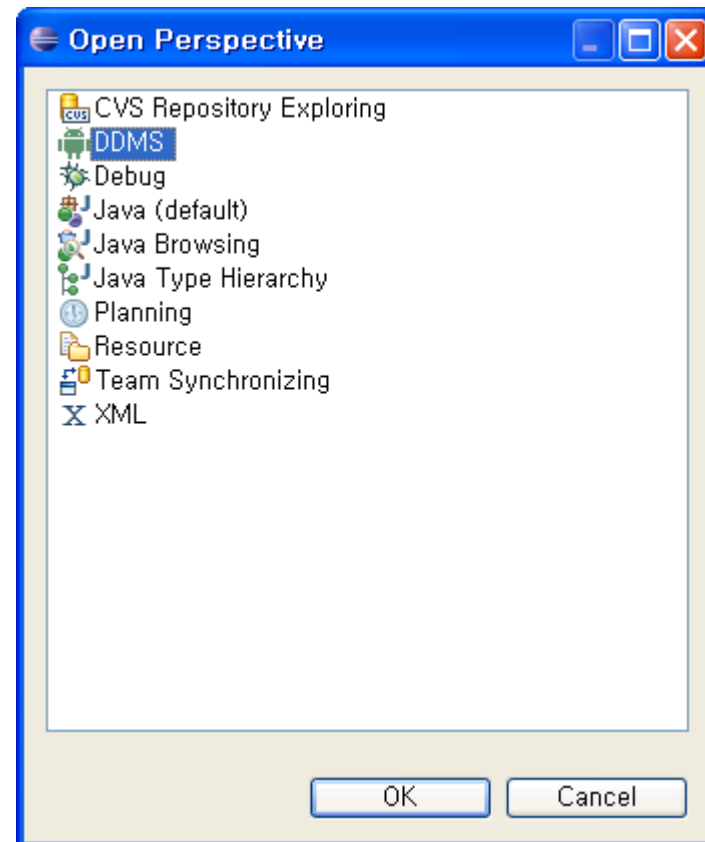 Open Perspective
CVS Repository Exploring
DDMS
Debug
Java (default)
Java Browsing
Java Type Hierarchy
Planning
Resource
Team Synchronizing
XML
OK Cancel